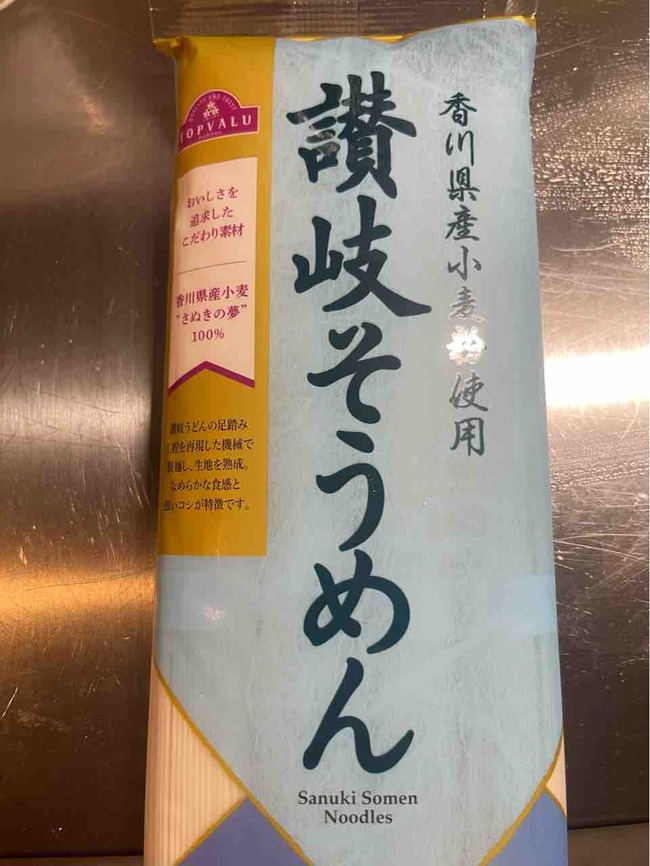 TOPVALU
おいしさを
追求した
こだわり素材
香川県産小麦
“さぬきの夢”
100%
讃岐うどんの足踏み
工程を再現した機械で
製麺し、生地を熟成。
なめらかな食感と
強いコシが特徴です。
讃岐そうめん
香川県産小麦粉使用
Sanuki Somen
Noodles